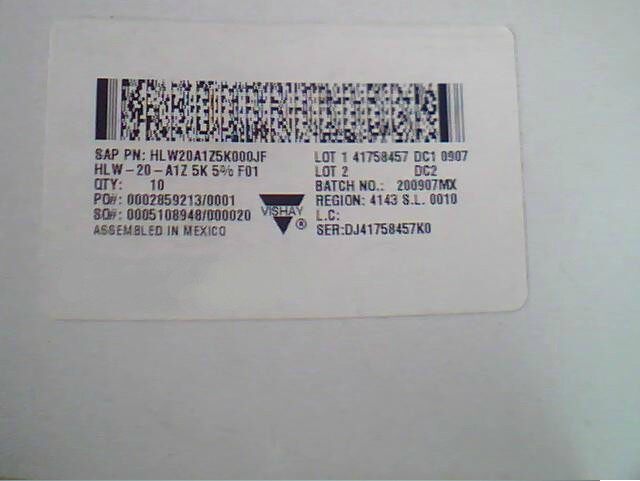 SAP PN: HLW20A1Z5K000JF
HLW-20-A1Z 5K 5% F01
QTY: 10
PO#: 0002859213/0001
SO#: 0005108948/000020
ASSEMBLED IN MEXICO
VISHAY ®
LOT 1 41758457 DC1 0907
LOT 2 DC2
BATCH NO.: 200907MX
REGION: 4143 S.L. 0010
L.C:
SER:DJ41758457K0